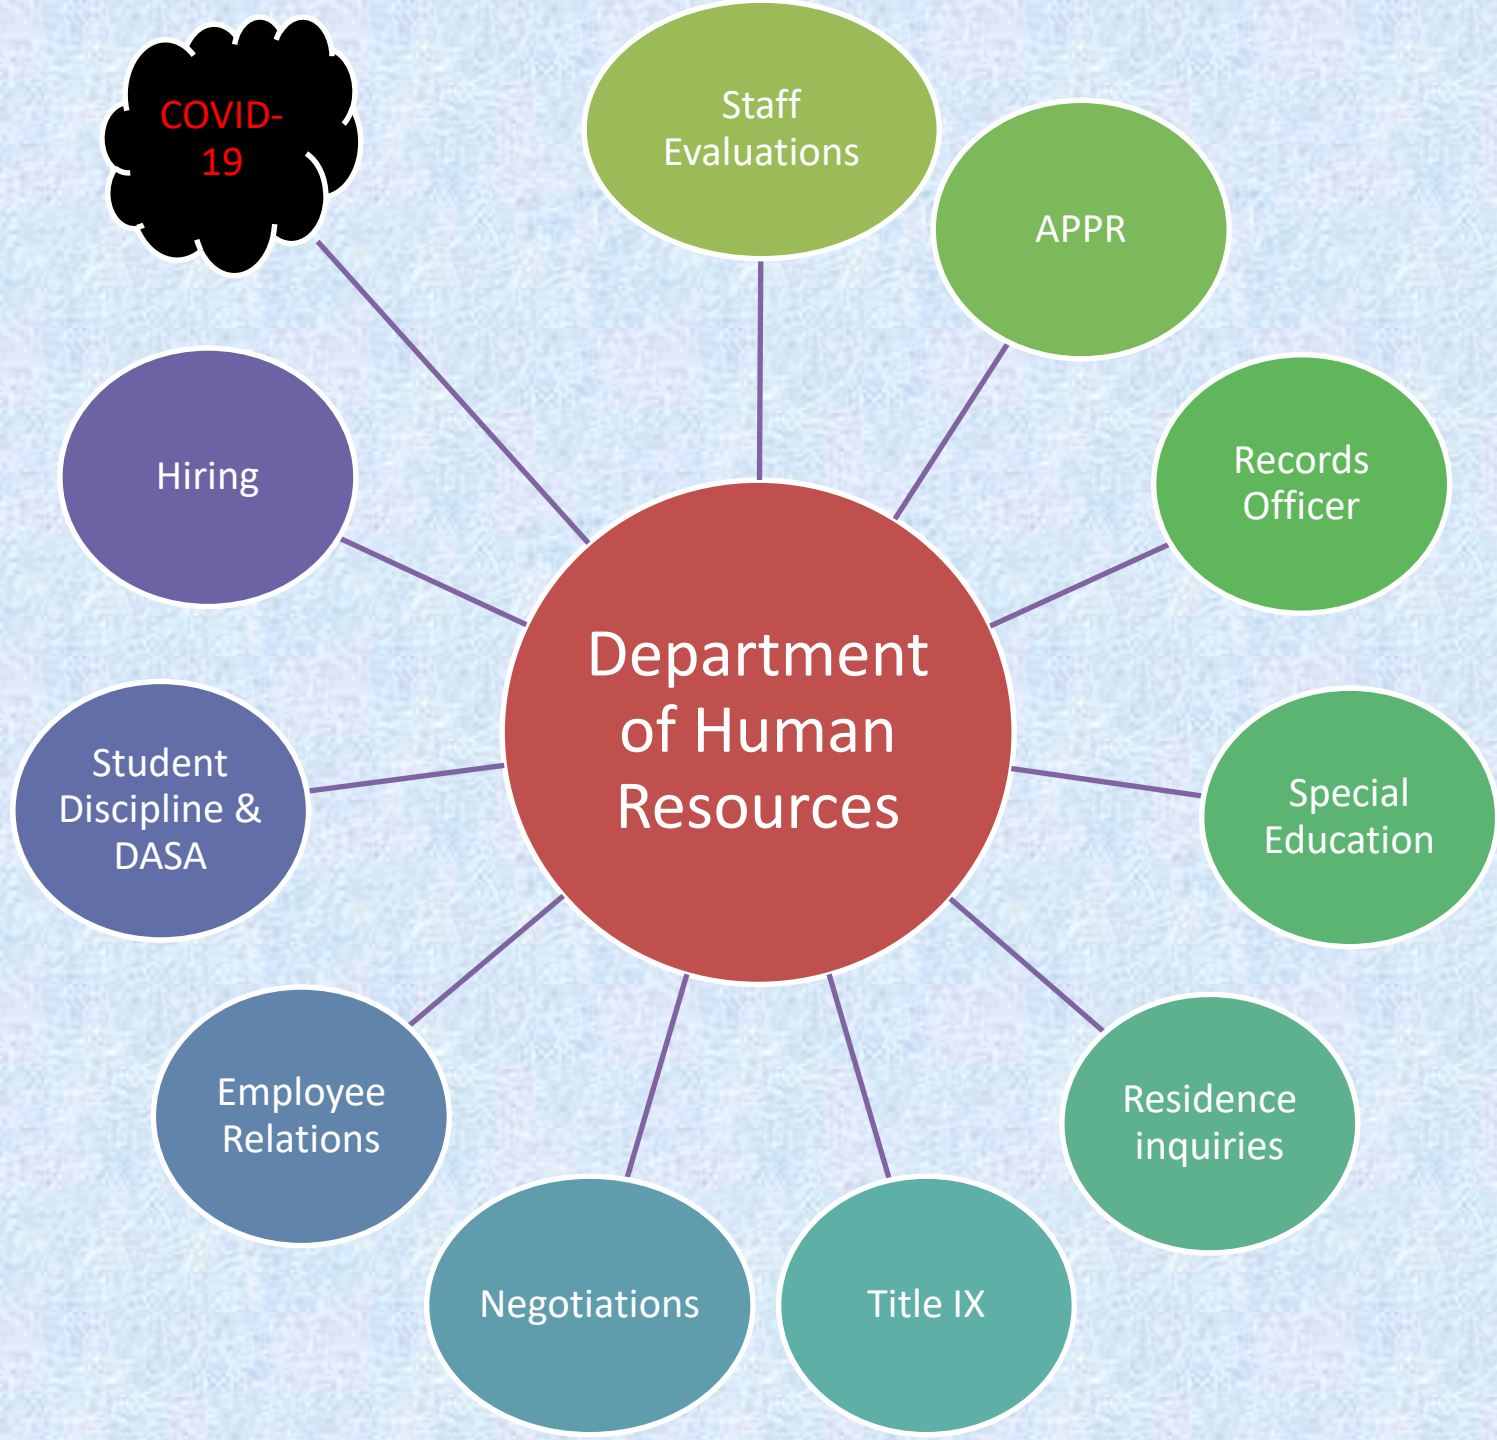 COVID-
19
Staff
Evaluations
APPR
Records
Officer
Special
Education
Residence
inquiries
Title IX
Negotiations
Employee
Relations
Student
Discipline &
DASA
Hiring
Department
of Human
Resources